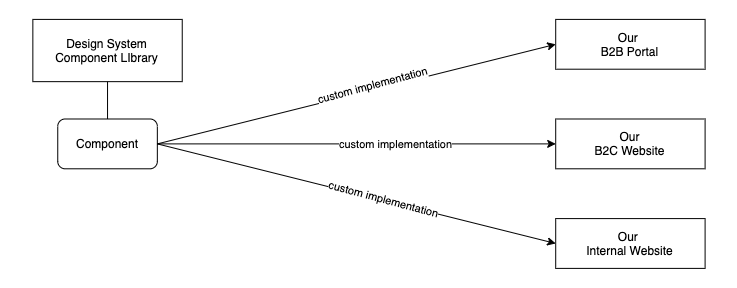 Design System
Component LIbrary
Component
custom implementation
custom implementation
custom implementation
Our
B2B Portal
Our
B2C Website
Our
Internal Website